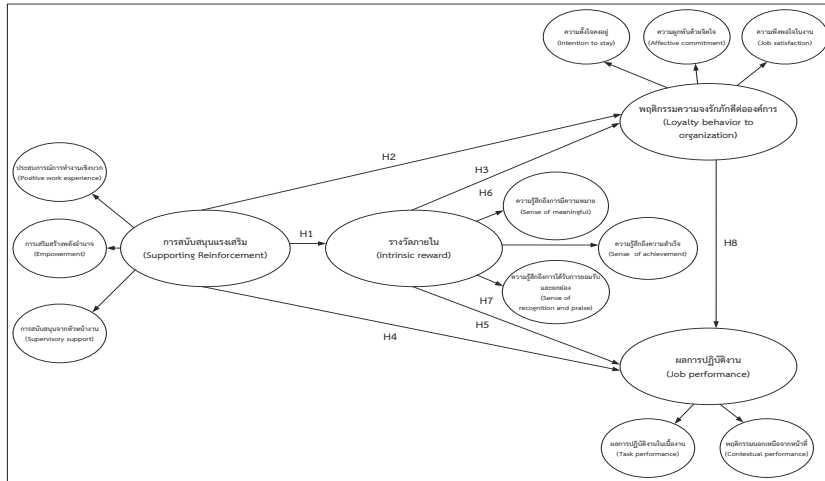 ความตั้งใจคงอยู่
(Intention to stay)
ความผูกพันด้วยจิตใจ
(Affective commitment)
ความพึงพอใจในงาน
(Job satisfaction)
พฤติกรรมความจงรักภักดีต่อองค์การ
(Loyalty behavior to
organization)
H2
H3
ประสบการณ์การทำงานเชิงบวก
(Positive work experience)
H6
ความรู้สึกถึงการมีความหมาย
(Sense of meaningful)
การเสริมสร้างพลังอำนาจ
(Empowerment)
การสนับสนุนแรงเสริม
(Supporting Reinforcement)
H1
รางวัลภายใน
(Intrinsic reward)
ความรู้สึกถึงความสำเร็จ
(Sense of achievement)
H8
ความรู้สึกถึงการได้รับการยอมรับ
และยกย่อง
(Sense of
recognition and praise)
H7
H5
H4
การสนับสนุนจากหัวหน้างาน
(Supervisory support)
ผลการปฏิบัติงาน
(Job performance)
ผลการปฏิบัติงานในเนื้องาน
(Task performance)
พฤติกรรมนอกเหนือจากหน้าที่
(Contextual performance)